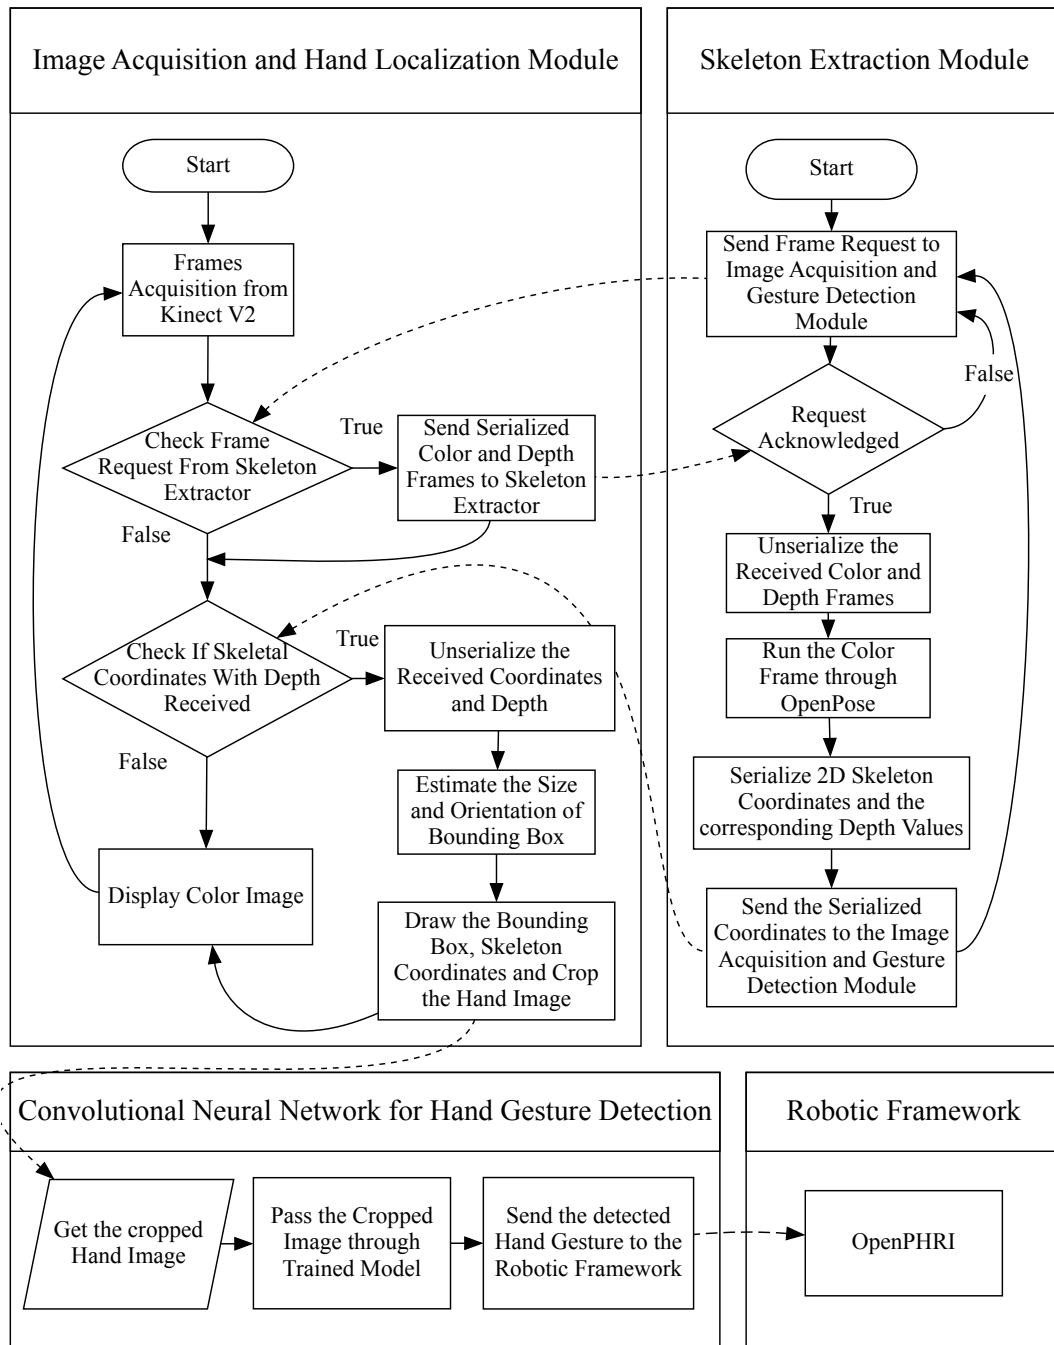 Image Acquisition and Hand Localization Module
Start
Frames
Acquisition from
Kinect V2
Check Frame
Request From Skeleton
Extractor
True
False
Send Serialized
Color and Depth
Frames to Skeleton
Extractor
Check If Skeletal
Coordinates With Depth
Received
True
False
Unserialize the
Received Coordinates
and Depth
Estimate the Size
and Orientation of
Bounding Box
Display Color Image
Draw the Bounding
Box, Skeleton
Coordinates and Crop
the Hand Image
Skeleton Extraction Module
Start
Send Frame Request to
Image Acquisition and
Gesture Detection
Module
False
Request
Acknowledged
True
Unserialize the
Received Color and
Depth Frames
Run the Color
Frame through
OpenPose
Serialize 2D Skeleton
Coordinates and the
corresponding Depth Values
Send the Serialized
Coordinates to the Image
Acquisition and Gesture
Detection Module
Convolutional Neural Network for Hand Gesture Detection
Get the cropped
Hand Image
Pass the Cropped
Image through
Trained Model
Send the detected
Hand Gesture to the
Robotic Framework
Robotic Framework
OpenPHRI